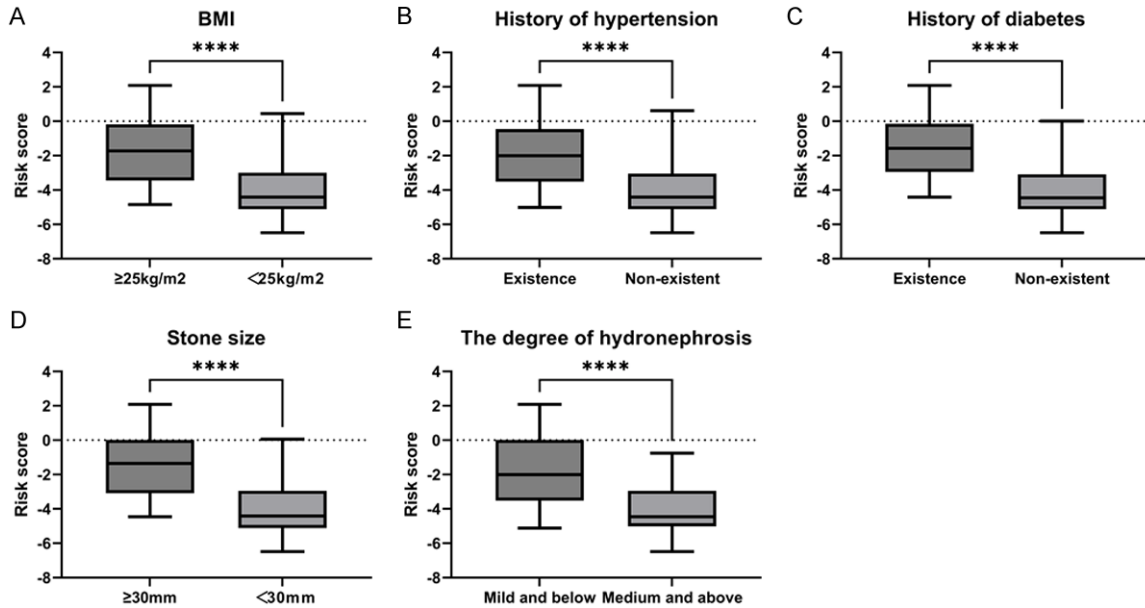 A
BMI
****
Risk score
4
2
0
-2
-4
-6
-8
≥25kg/m2 <25kg/m2
B
History of hypertension
****
Risk score
4
2
0
-2
-4
-6
-8
Existence Non-existent
C
History of diabetes
****
Risk score
4
2
0
-2
-4
-6
-8
Existence Non-existent
D
Stone size
****
Risk score
4
2
0
-2
-4
-6
-8
≥30mm <30mm
E
The degree of hydronephrosis
****
Risk score
4
2
0
-2
-4
-6
-8
Mild and below Medium and above